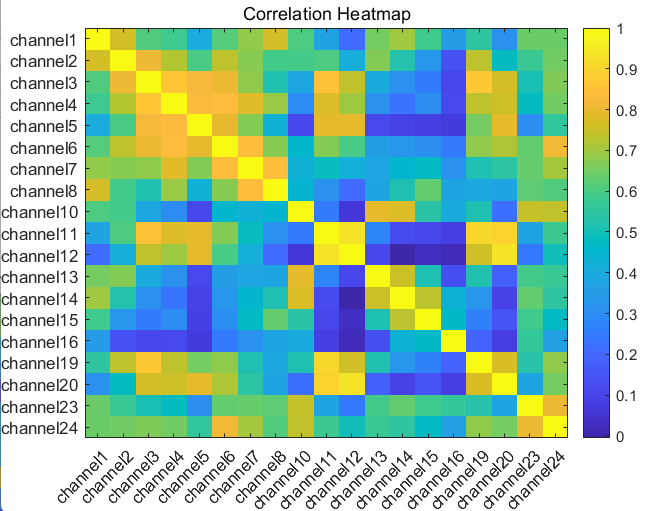 Correlation Heatmap
channel1
channel2
channel3
channel4
channel5
channel6
channel7
channel8
channel10
channel11
channel12
channel13
channel14
channel15
channel16
channel19
channel20
channel23
channel24
channel1
channel2
channel3
channel4
channel5
channel6
channel7
channel8
channel10
channel11
channel12
channel13
channel14
channel15
channel16
channel19
channel20
channel23
channel24
1
0.9
0.8
0.7
0.6
0.5
0.4
0.3
0.2
0.1
0